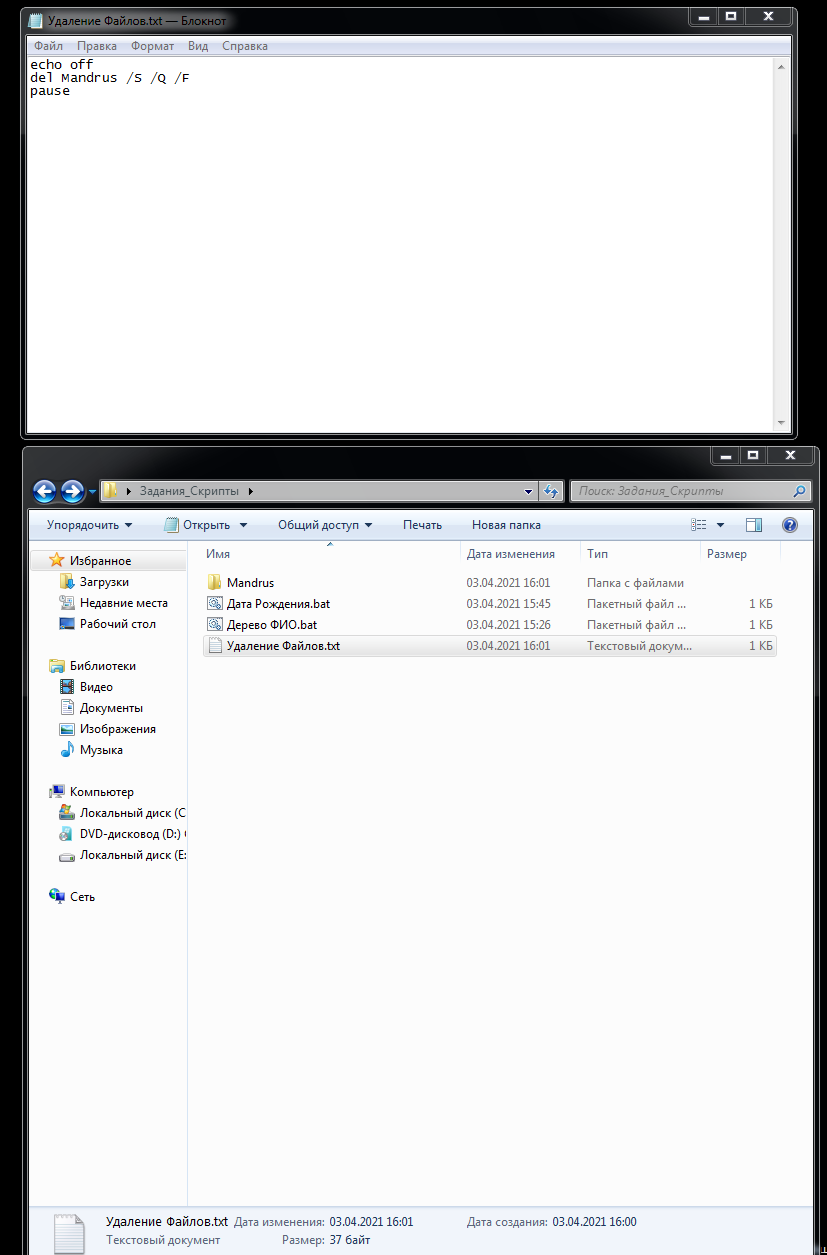 Удаление Файлов.txt — Блокнот
Файл Правка Формат Вид Справка
echo off
del Mandrus /S /Q /F
pause
Задания_Скрипты
Поиск: Задания_Скрипты
Упорядочить Открыть Общий доступ Печать Новая папка
Имя Дата изменения Тип Размер
Избранное
Загрузки
Недавние места
Рабочий стол
Библиотеки
Видео
Документы
Изображения
Музыка
Компьютер
Локальный диск (C
DVD-дисковод (D:)
Локальный диск (E:
Сеть
Mandrus 03.04.2021 16:01 Папка с файлами
Дата Рождения.bat 03.04.2021 15:45 Пакетный файл ... 1 КБ
Дерево ФИО.bat 03.04.2021 15:26 Пакетный файл ... 1 КБ
Удаление Файлов.txt 03.04.2021 16:01 Текстовый докум... 1 КБ
Удаление Файлов.txt Дата изменения: 03.04.2021 16:01 Дата создания: 03.04.2021 16:00
Текстовый документ Размер: 37 байт